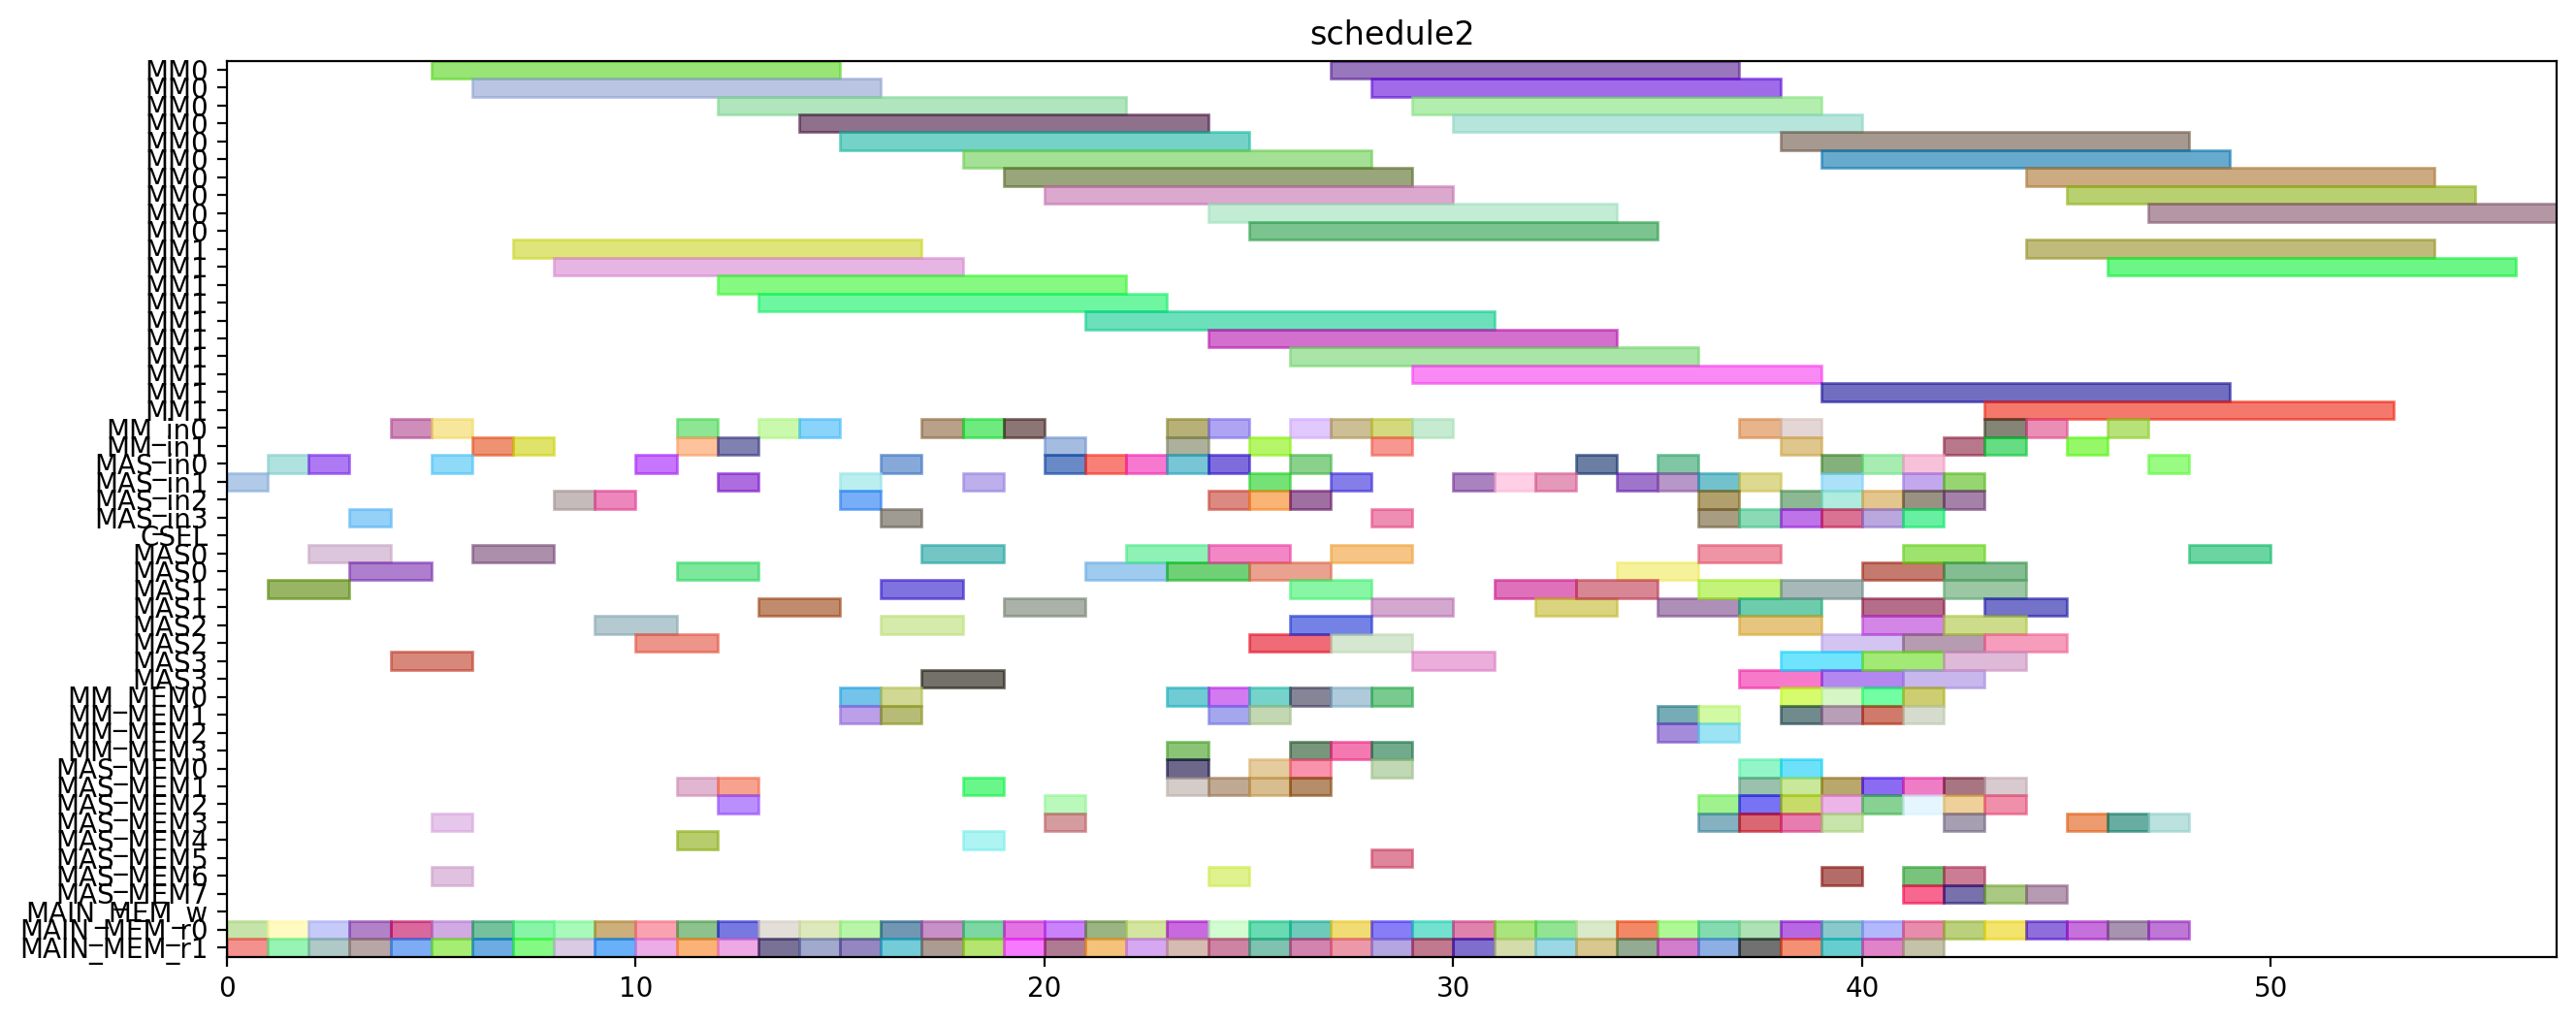 schedule2
MM0
MM0
MM0
MM0
MM0
MM0
MM0
MM0
MM0
MM0
MM1
MM1
MM1
MM1
MM1
MM1
MM1
MM1
MM1
MM1
MM_in0
MM_in1
MAS_in0
MAS_in1
MAS_in2
MAS_in3
CSEL
MAS0
MAS0
MAS1
MAS1
MAS2
MAS2
MAS3
MAS3
MM_MEM0
MM_MEM1
MM_MEM2
MM_MEM3
MAS_MEM0
MAS_MEM1
MAS_MEM2
MAS_MEM3
MAS_MEM4
MAS_MEM5
MAS_MEM6
MAS_MEM7
MAIN_MEM_w
MAIN_MEM_r0
MAIN_MEM_r1
0 10 20 30 40 50